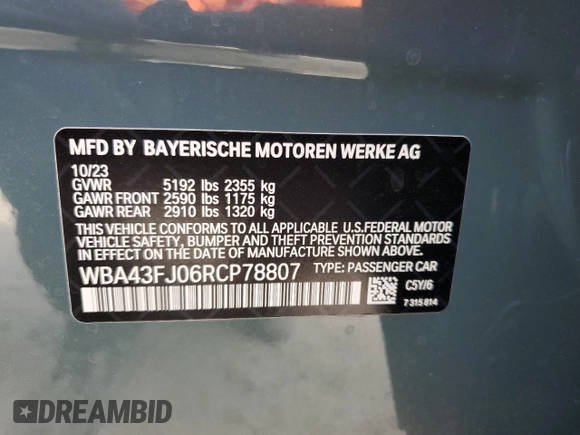 MFD BY BAYERISCHE MOTOREN WERKE AG
10/23
GVWR 5192 lbs 2355 kg
GAWR FRONT 2590 lbs 1175 kg
GAWR REAR 2910 lbs 1320 kg
THIS VEHICLE CONFORMS TO ALL APPLICABLE U.S.FEDERAL MOTOR
VEHICLE SAFETY, BUMPER AND THEFT PREVENTION STANDARDS IN
EFFECT ON THE DATE OF MANUFACTURE SHOWN ABOVE.
WBA43FJ06RCP78807 TYPE: PASSENGER CAR
C5Y/6
7 315 814
DREAMBID